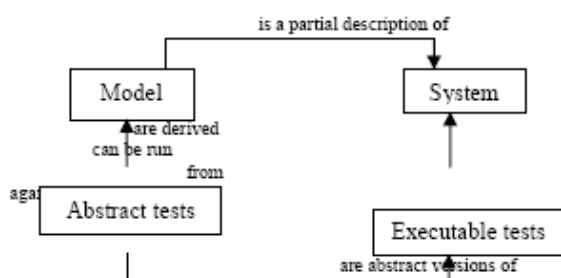 is a partial description of
Model
System
are derived
can be run
from
Abstract tests
Executable tests
are abstract versions of